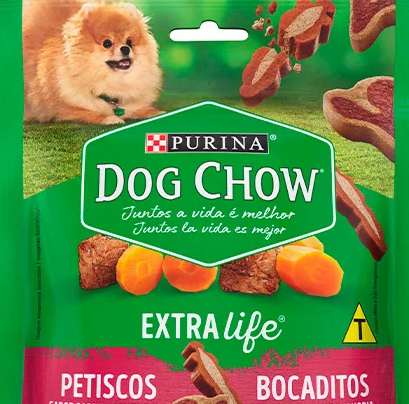 PURINA®
DOG CHOW®
Juntos a vida é melhor
Juntos la vida es mejor
EXTRA life®
T
PETISCOS BOCADITOS